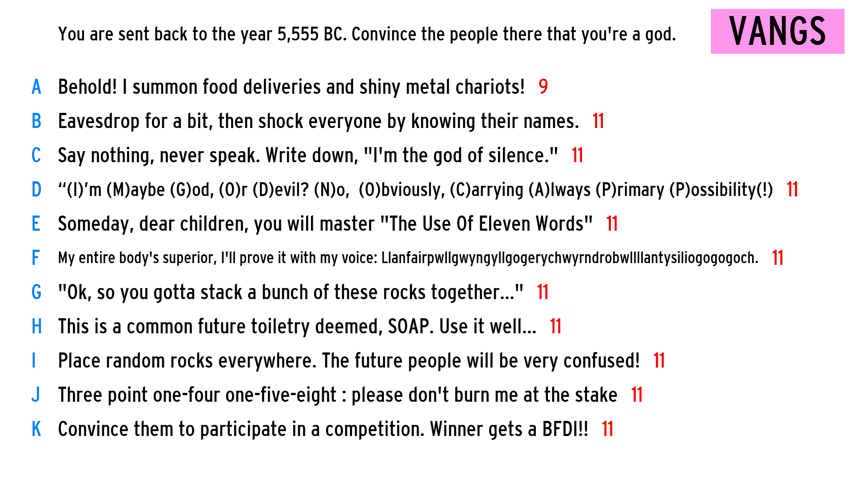 You are sent back to the year 5,555 BC. Convince the people there that you're a god.
VANGS
A Behold! I summon food deliveries and shiny metal chariots! 9
B Eavesdrop for a bit, then shock everyone by knowing their names. 11
C Say nothing, never speak. Write down, "I'm the god of silence." 11
D “(I)’m (M)aybe (G)od, (O)r (D)evil? (N)o, (O)bviously, (C)arrying (A)lways (P)rimary (P)ossibility(!) 11
E Someday, dear children, you will master "The Use Of Eleven Words" 11
F My entire body's superior, I'll prove it with my voice: Llanfairpwllgwyngyllgogerychwyrndrobwllllantysiliogogogoch. 11
G "Ok, so you gotta stack a bunch of these rocks together..." 11
H This is a common future toiletry deemed, SOAP. Use it well... 11
I Place random rocks everywhere. The future people will be very confused! 11
J Three point one-four one-five-eight : please don't burn me at the stake 11
K Convince them to participate in a competition. Winner gets a BFDI!! 11